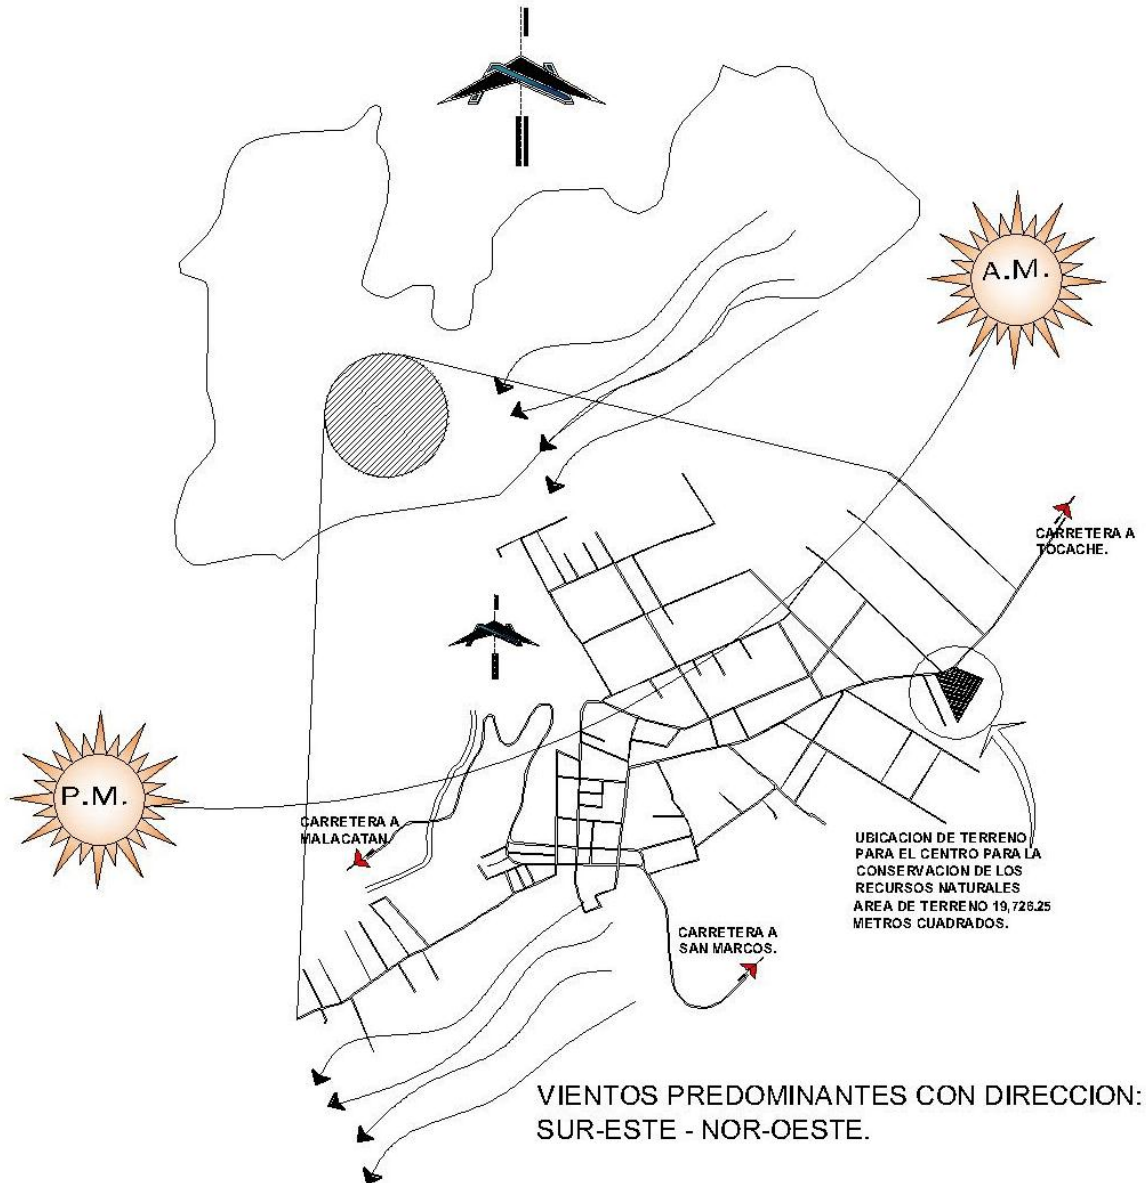 A.M.
CARRETERA A
TOCACHE.
P.M.
CARRETERA A
MALACATAN.
UBICACION DE TERRENO
PARA EL CENTRO PARA LA
CONSERVACION DE LOS
RECURSOS NATURALES
AREA DE TERRENO 19,726.25
METROS CUADRADOS.
CARRETERA A
SAN MARCOS.
VIENTOS PREDOMINANTES CON DIRECCION:
SUR-ESTE - NOR-OESTE.